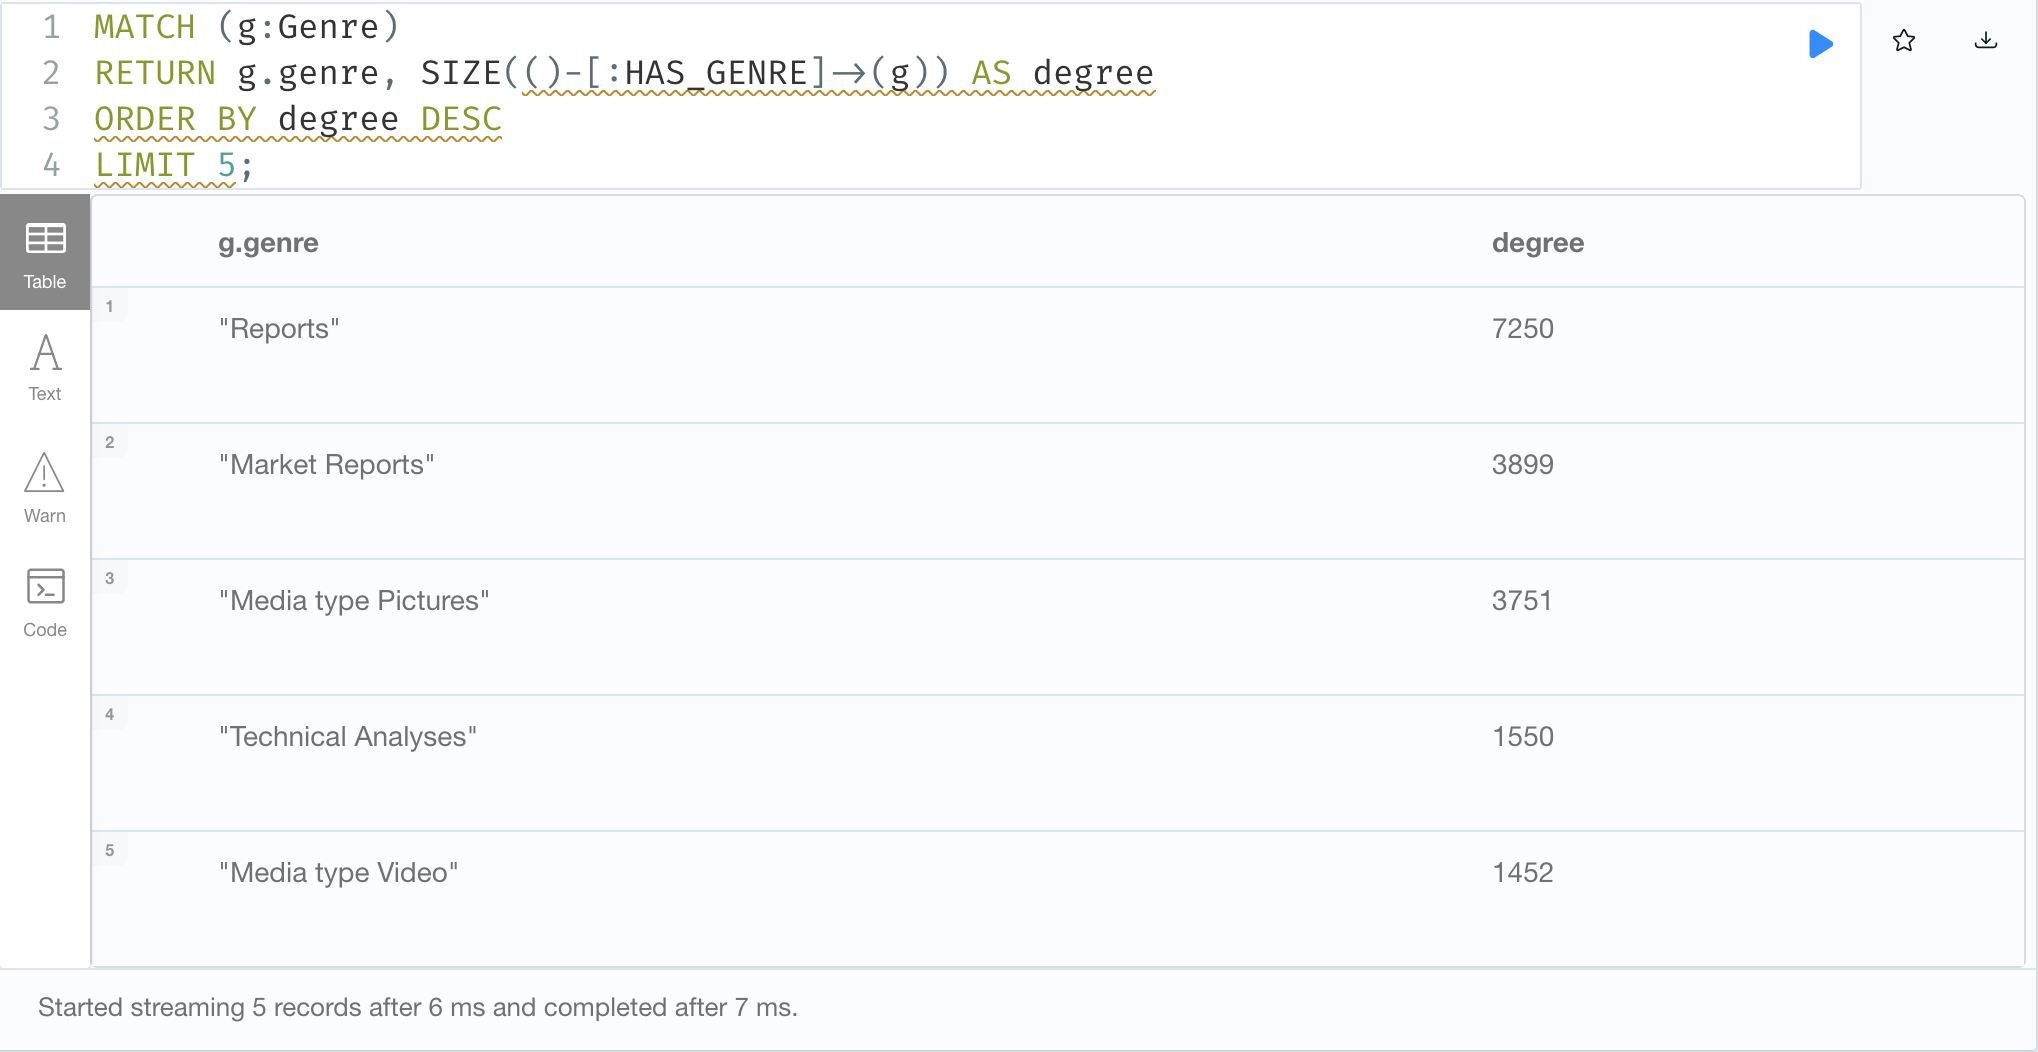 1 MATCH (g:Genre)
2 RETURN g.genre, SIZE(()-[:HAS_GENRE]->(g)) AS degree
3 ORDER BY degree DESC
4 LIMIT 5;
Table
Text
Warn
Code
g.genre degree
1 "Reports" 7250
2 "Market Reports" 3899
3 "Media type Pictures" 3751
4 "Technical Analyses" 1550
5 "Media type Video" 1452
Started streaming 5 records after 6 ms and completed after 7 ms.